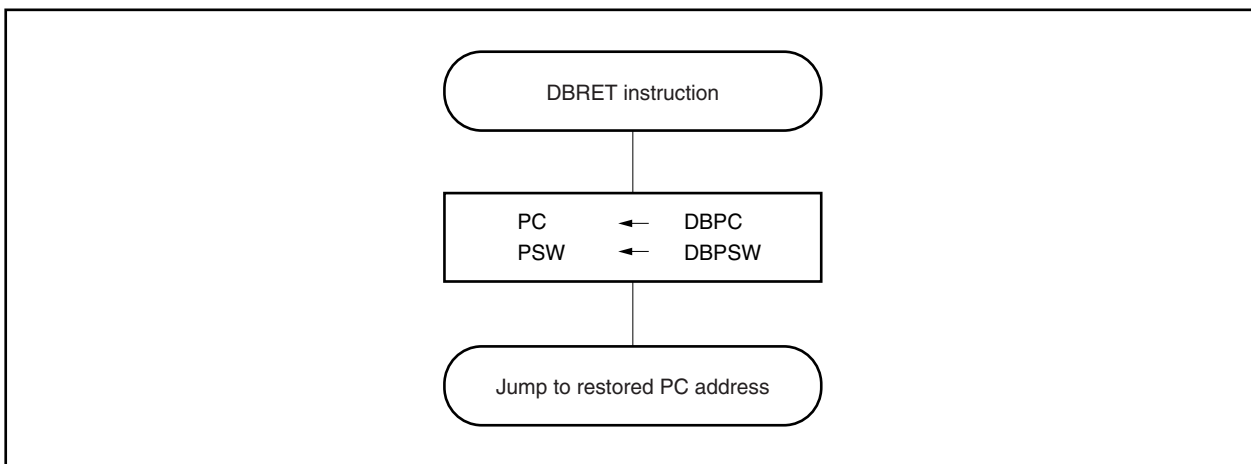 DBRET instruction
PC ← DBPC
PSW ← DBPSW
Jump to restored PC address